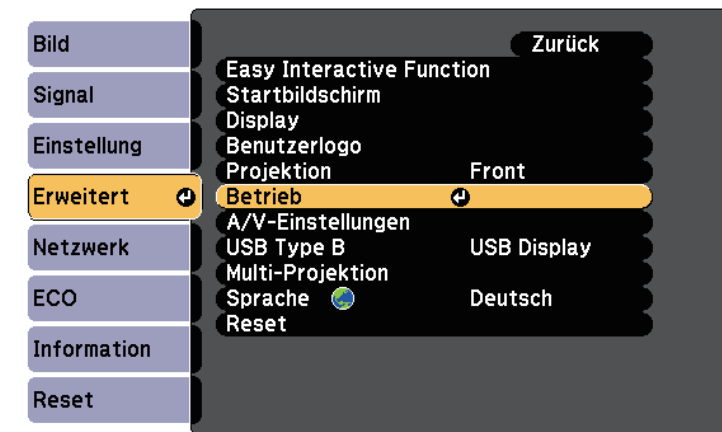 Bild
Signal
Einstellung
Erweitert
Netzwerk
ECO
Information
Reset
Zurück
Easy Interactive Function
Startbildschirm
Display
Benutzerlogo
Projektion Front
Betrieb
A/V-Einstellungen
USB Type B USB Display
Multi-Projektion
Sprache Deutsch
Reset